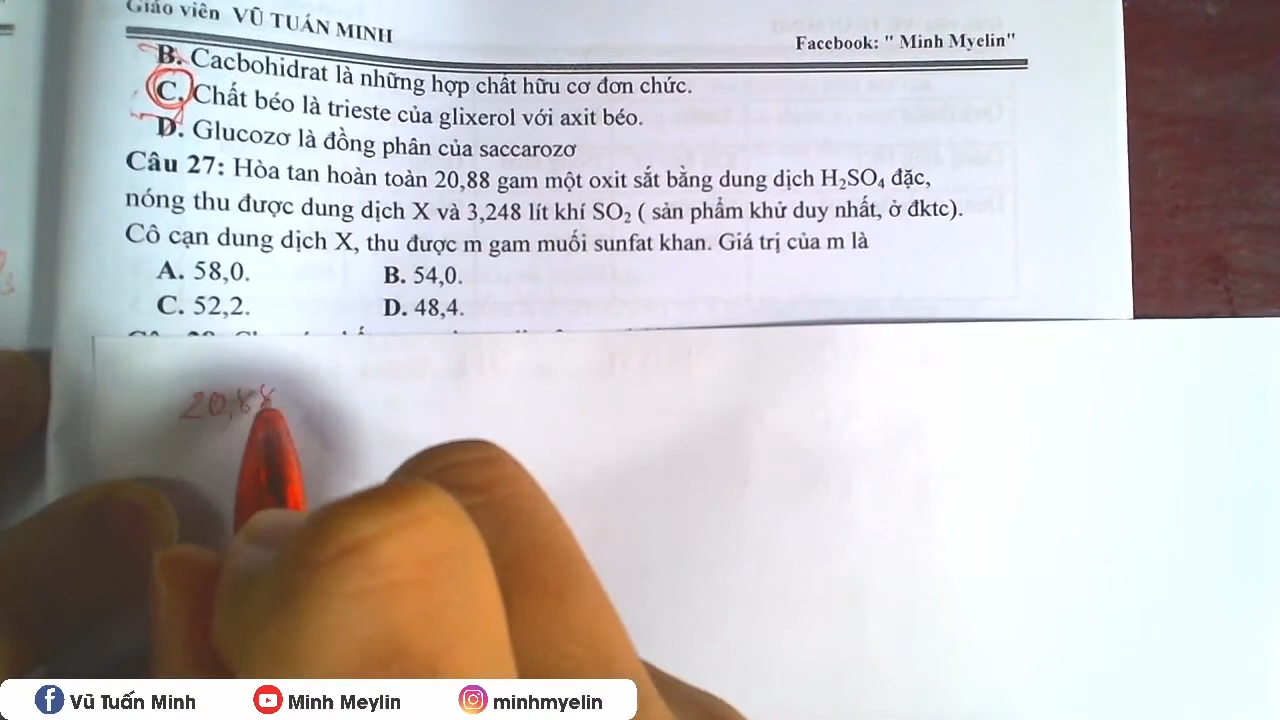 Giáo viên VŨ TUẤN MINH
Facebook: " Minh Myelin"
B. Cacbohidrat là những hợp chất hữu cơ đơn chức.
C. Chất béo là trieste của glixerol với axit béo.
D. Glucozơ là đồng phân của saccarozơ
Câu 27: Hòa tan hoàn toàn 20,88 gam một oxit sắt bằng dung dịch H₂SO₄ đặc,
nóng thu được dung dịch X và 3,248 lít khí SO₂ ( sản phẩm khử duy nhất, ở đktc).
Cô cạn dung dịch X, thu được m gam muối sunfat khan. Giá trị của m là
A. 58,0. B. 54,0.
C. 52,2. D. 48,4.
20,88
Vũ Tuấn Minh Minh Meylin minhmyelin